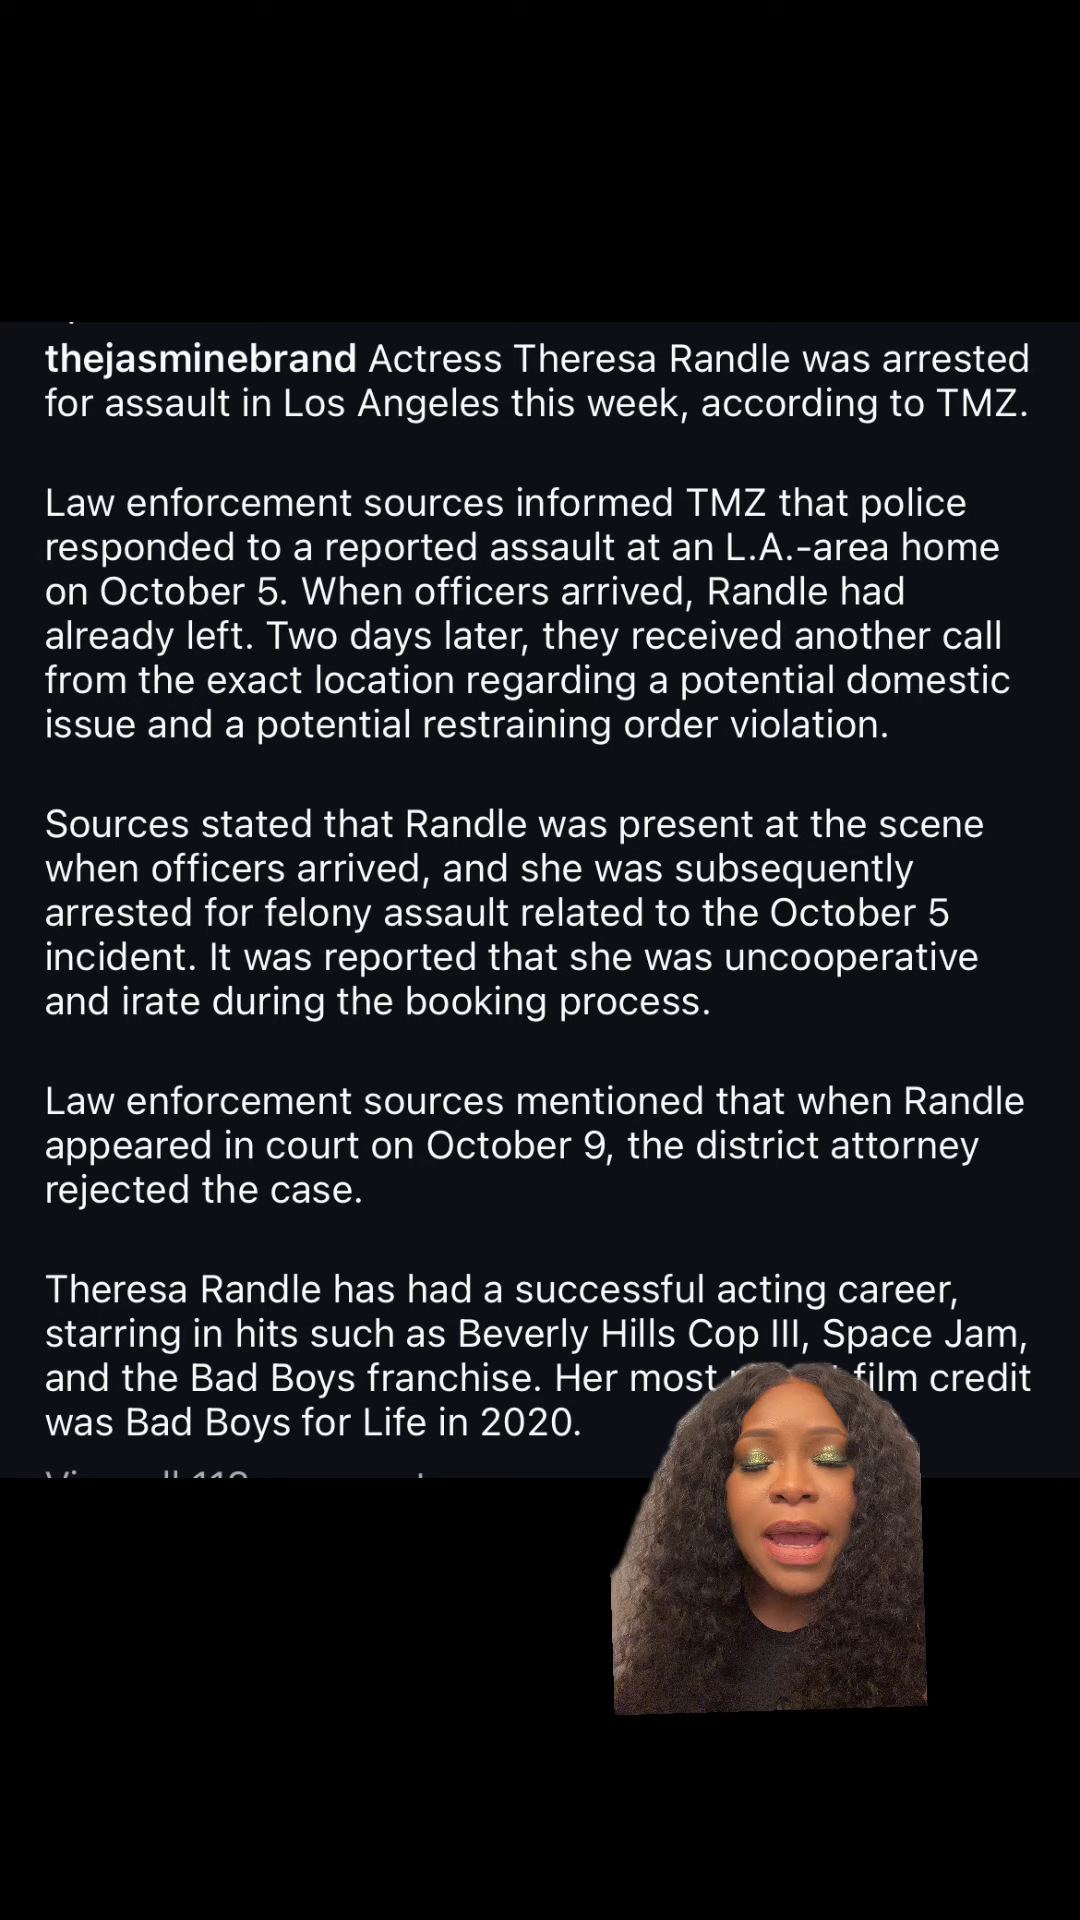 thejasminebrand Actress Theresa Randle was arrested
for assault in Los Angeles this week, according to TMZ.
Law enforcement sources informed TMZ that police
responded to a reported assault at an L.A.-area home
on October 5. When officers arrived, Randle had
already left. Two days later, they received another call
from the exact location regarding a potential domestic
issue and a potential restraining order violation.
Sources stated that Randle was present at the scene
when officers arrived, and she was subsequently
arrested for felony assault related to the October 5
incident. It was reported that she was uncooperative
and irate during the booking process.
Law enforcement sources mentioned that when Randle
appeared in court on October 9, the district attorney
rejected the case.
Theresa Randle has had a successful acting career,
starring in hits such as Beverly Hills Cop III, Space Jam,
and the Bad Boys franchise. Her most film credit
was Bad Boys for Life in 2020.